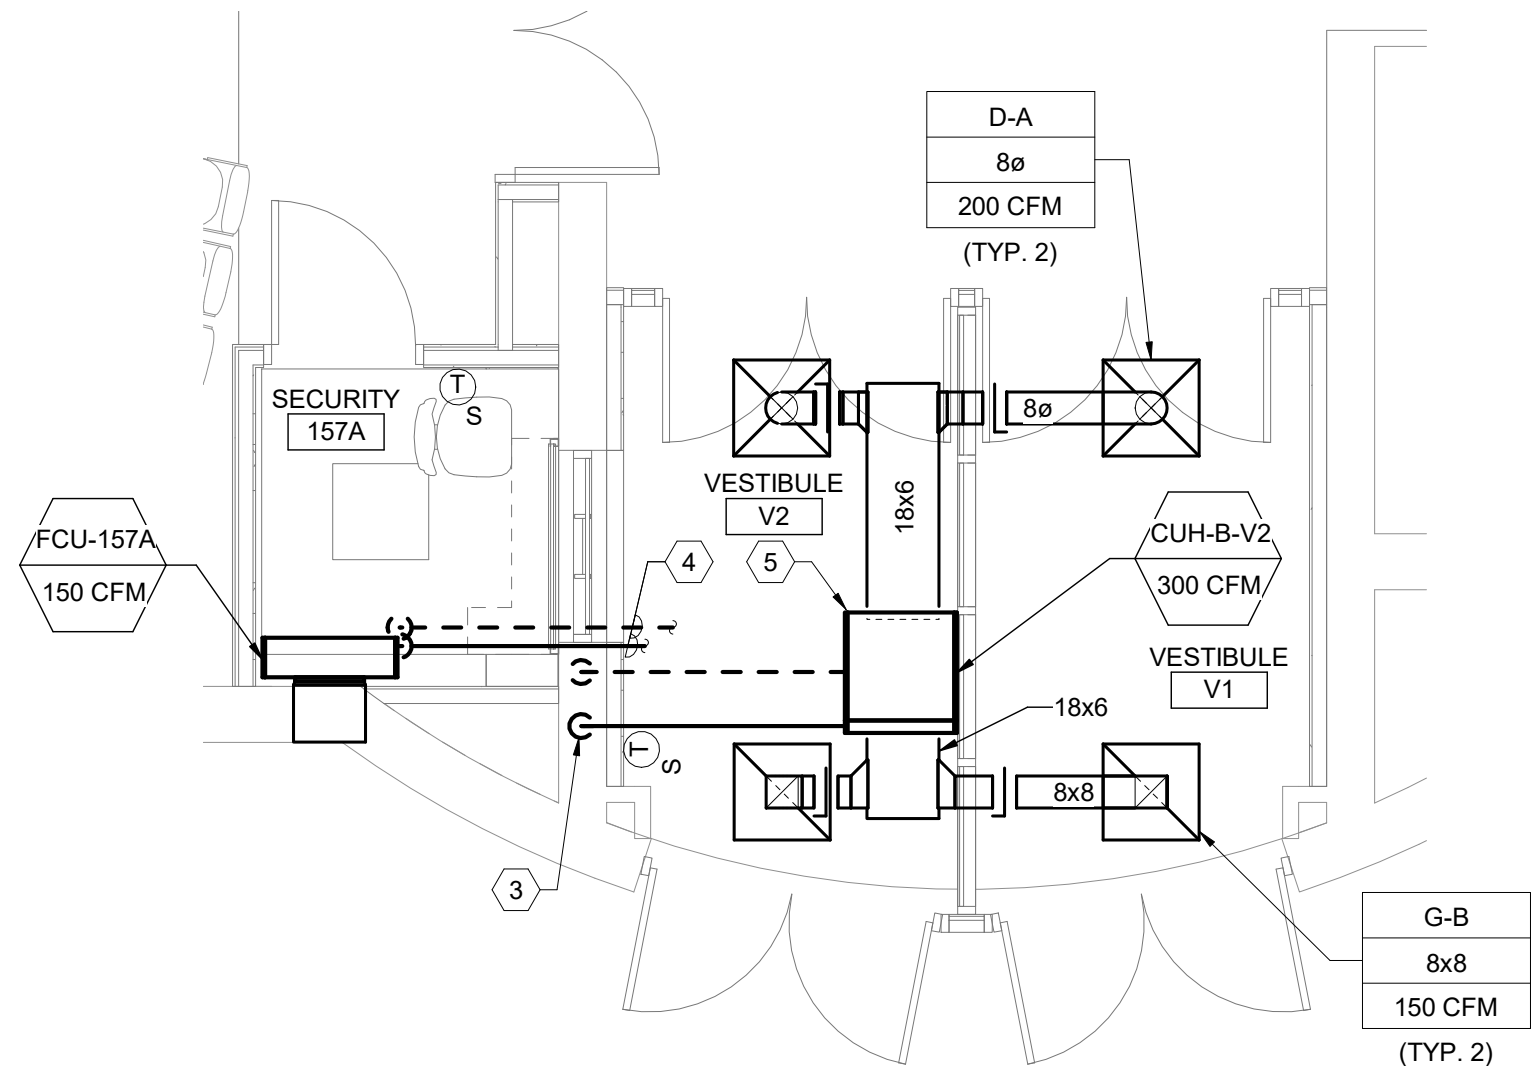 D-A
8ø
200 CFM
(TYP. 2)
SECURITY
157A
T
S
8ø
VESTIBULE
V2
18x6
FCU-157A
150 CFM
4
5
CUH-B-V2
300 CFM
VESTIBULE
V1
18x6
T
S
8x8
3
G-B
8x8
150 CFM
(TYP. 2)